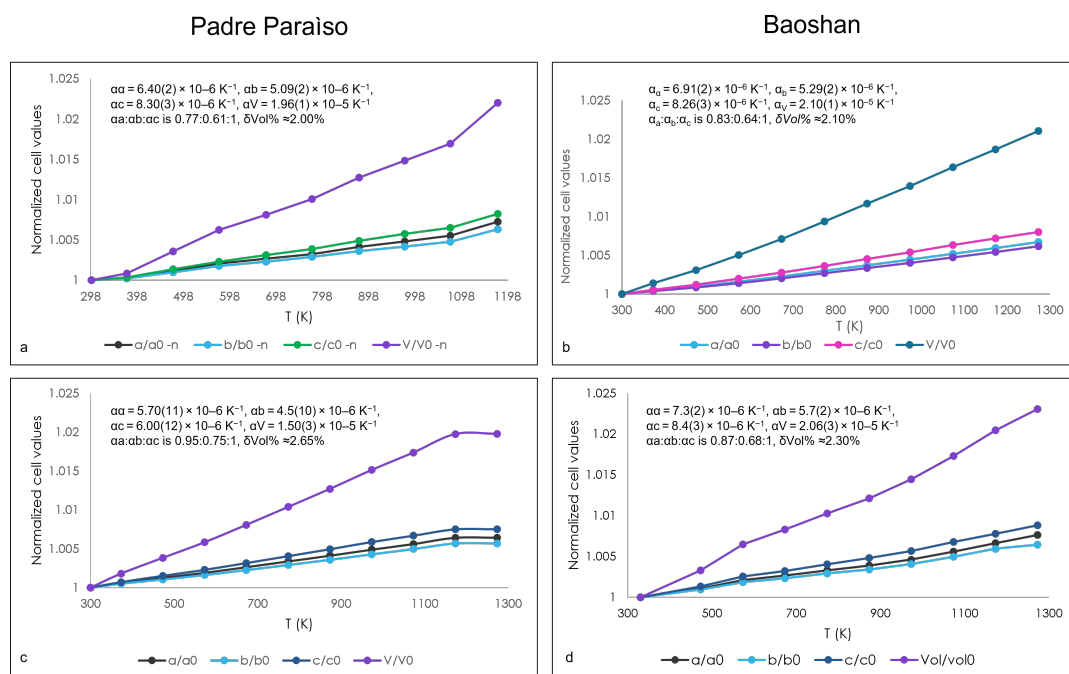 Padre Paraìso
Baoshan
1.025
1.02
1.015
1.01
1.005
1
Normalized cell values
αα = 6.40(2) × 10–6 K⁻¹, αb = 5.09(2) × 10–6 K⁻¹,
αc = 8.30(3) × 10–6 K⁻¹, αV = 1.96(1) × 10–5 K⁻¹
αa:αb:αc is 0.77:0.61:1, δVol% ≈2.00%
298 398 498 598 698 798 898 998 1098 1198
T (K)
a/a0 -n b/b0 -n c/c0 -n V/V0 -n
a
1.025
1.02
1.015
1.01
1.005
1
Normalized cell values
αₐ = 6.91(2) × 10⁻⁶ K⁻¹, α_b = 5.29(2) × 10⁻⁶ K⁻¹,
α_c = 8.26(3) × 10⁻⁶ K⁻¹, α_V = 2.10(1) × 10⁻⁵ K⁻¹
αₐ:α_b:α_c is 0.83:0.64:1, δVol% ≈2.10%
300 400 500 600 700 800 900 1000 1100 1200 1300
T (K)
a/a0 b/b0 c/c0 V/V0
b
1.025
1.02
1.015
1.01
1.005
1
Normalized cell values
αα = 5.70(11) × 10–6 K⁻¹, αb = 4.5(10) × 10–6 K⁻¹,
αc = 6.00(12) × 10–6 K⁻¹, αV = 1.50(3) × 10–5 K⁻¹
αa:αb:αc is 0.95:0.75:1, δVol% ≈2.65%
300 500 700 900 1100 1300
T (K)
a/a0 b/b0 c/c0 V/V0
c
1.025
1.02
1.015
1.01
1.005
1
Normalized cell values
αα = 7.3(2) × 10–6 K⁻¹, αb = 5.7(2) × 10–6 K⁻¹,
αc = 8.4(3) × 10–6 K⁻¹, αV = 2.06(3) × 10–5 K⁻¹
αa:αb:αc is 0.87:0.68:1, δVol% ≈2.30%
300 500 700 900 1100 1300
T (K)
a/a0 b/b0 c/c0 Vol/vol0
d